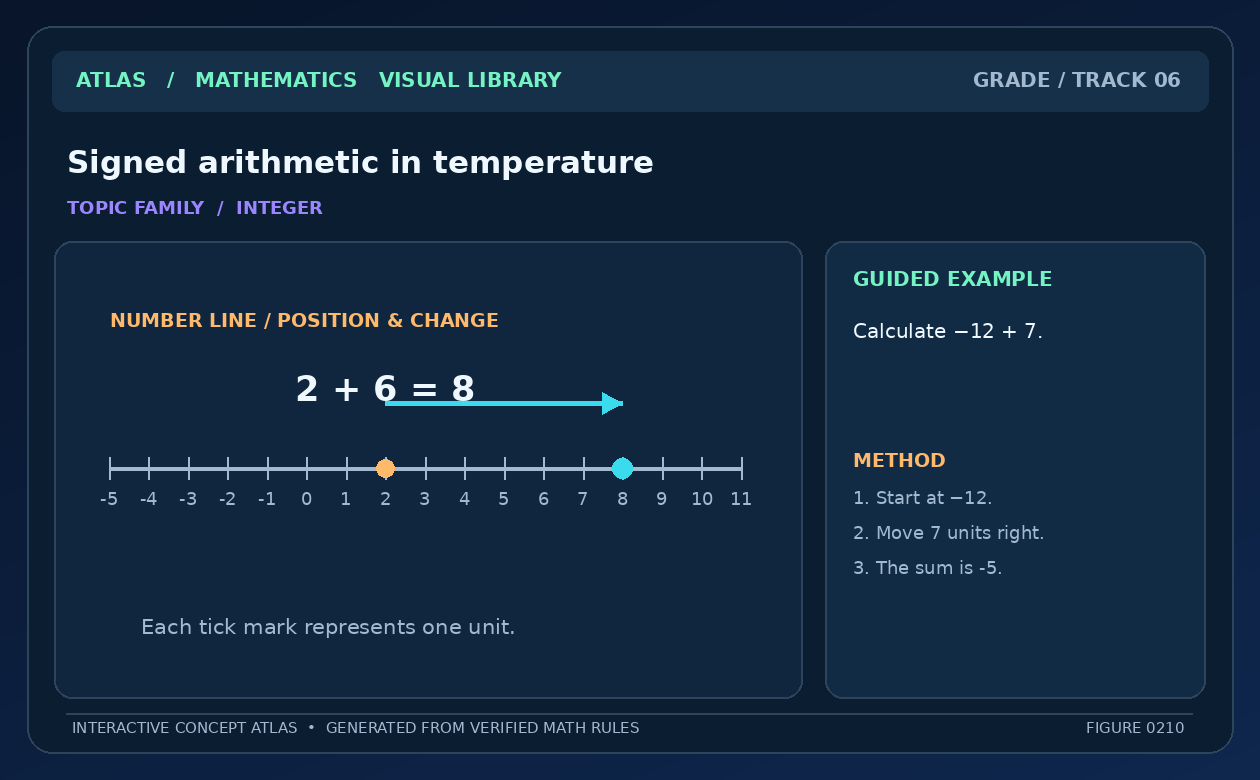 ATLAS / MATHEMATICS VISUAL LIBRARY
GRADE / TRACK 06
Signed arithmetic in temperature
TOPIC FAMILY / INTEGER
NUMBER LINE / POSITION & CHANGE
2 + 6 = 8
-5 -4 -3 -2 -1 0 1 2 3 4 5 6 7 8 9 10 11
Each tick mark represents one unit.
GUIDED EXAMPLE
Calculate −12 + 7.
METHOD
1. Start at −12.
2. Move 7 units right.
3. The sum is -5.
INTERACTIVE CONCEPT ATLAS • GENERATED FROM VERIFIED MATH RULES
FIGURE 0210